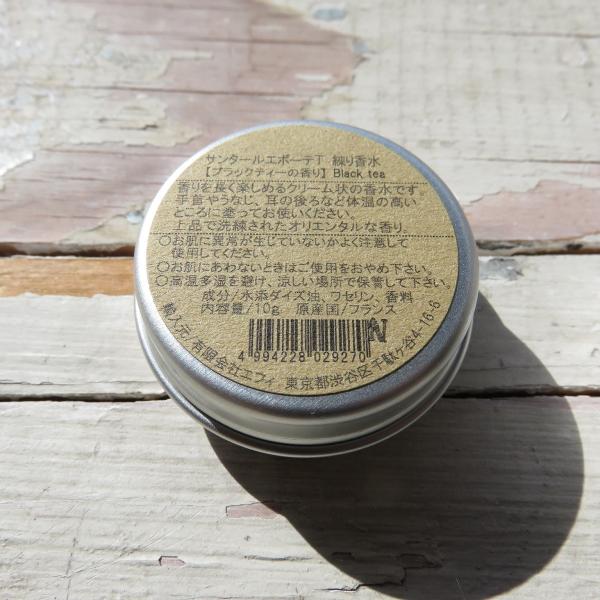 サンタールエボーテT 練り香水
【ブラックティーの香り】 Black tea
香りを長く楽しめるクリーム状の香水です。
手首やうなじ、耳の後ろなど体温の高い
ところに塗ってお使いください。
上品で洗練されたオリエンタルな香り。
○お肌に異常が生じていないかよく注意して
使用してください。
○お肌にあわないときはご使用をおやめ下さい。
○高温多湿を避け、涼しい場所で保管して下さい。
成分/水添ダイズ油、ワセリン、香料
内容量/10g 原産国/フランス
4 994228 029270
N
輸入元/有限会社エフィ 東京都渋谷区千駄ケ谷4-16-6